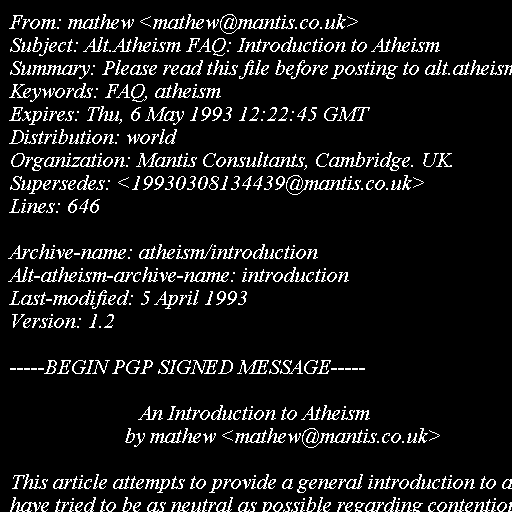 From: mathew <mathew@mantis.co.uk>
Subject: Alt.Atheism FAQ: Introduction to Atheism
Summary: Please read this file before posting to alt.atheism
Keywords: FAQ, atheism
Expires: Thu, 6 May 1993 12:22:45 GMT
Distribution: world
Organization: Mantis Consultants, Cambridge. UK.
Supersedes: <19930308134439@mantis.co.uk>
Lines: 646

Archive-name: atheism/introduction
Alt-atheism-archive-name: introduction
Last-modified: 5 April 1993
Version: 1.2

-----BEGIN PGP SIGNED MESSAGE-----

An Introduction to Atheism
by mathew <mathew@mantis.co.uk>

This article attempts to provide a general introduction to a
have tried to be as neutral as possible regarding contentio